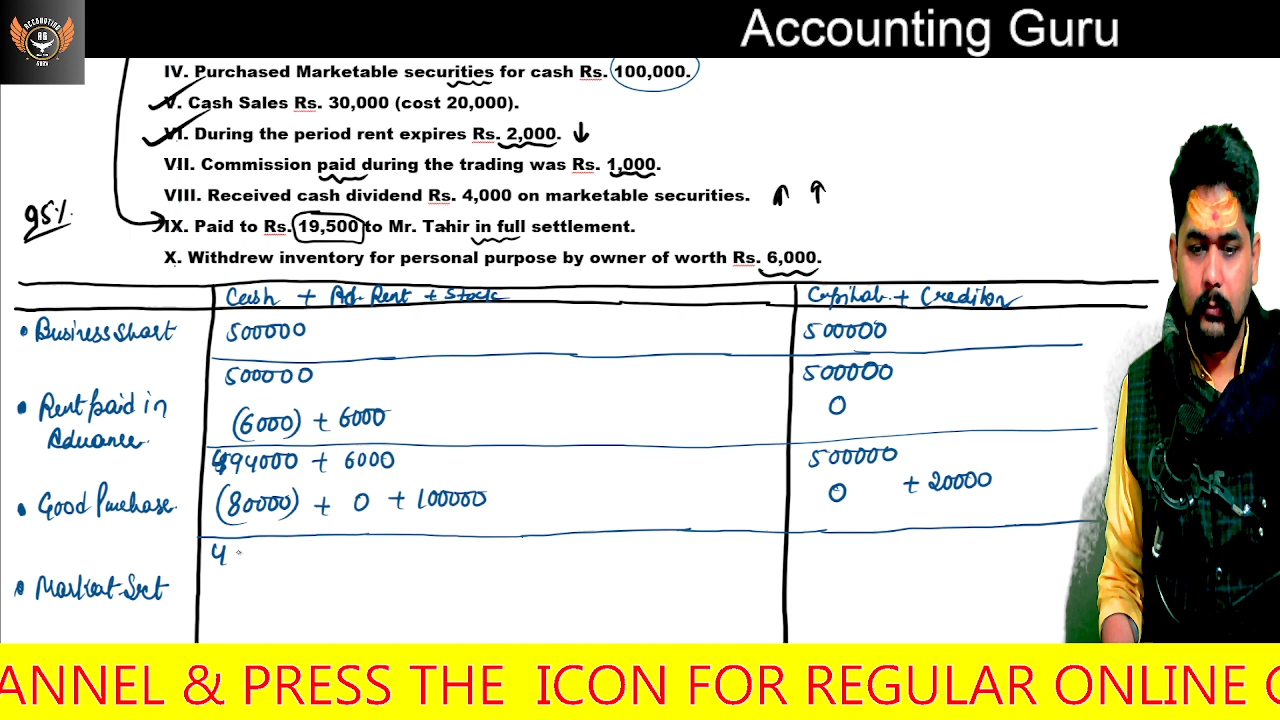 Accounting Guru
ACCOUNTING
AG
GURU
IV. Purchased Marketable securities for cash Rs. 100,000.
V. Cash Sales Rs. 30,000 (cost 20,000).
VI. During the period rent expires Rs. 2,000. ↓
VII. Commission paid during the trading was Rs. 1,000.
VIII. Received cash dividend Rs. 4,000 on marketable securities. ↑ ↑
95%
IX. Paid to Rs. 19,500 to Mr. Tahir in full settlement.
X. Withdrew inventory for personal purpose by owner of worth Rs. 6,000.
Cash + Ad. Rent + Stock Capital + Creditor
• Business Start 500000 500000
500000 500000
• Rent paid in (6000) + 6000 0
Advance
494000 + 6000 500000
• Good Purchase (80000) + 0 + 100000 0 + 20000
4
• Market Sect
ANNEL & PRESS THE ICON FOR REGULAR ONLINE C